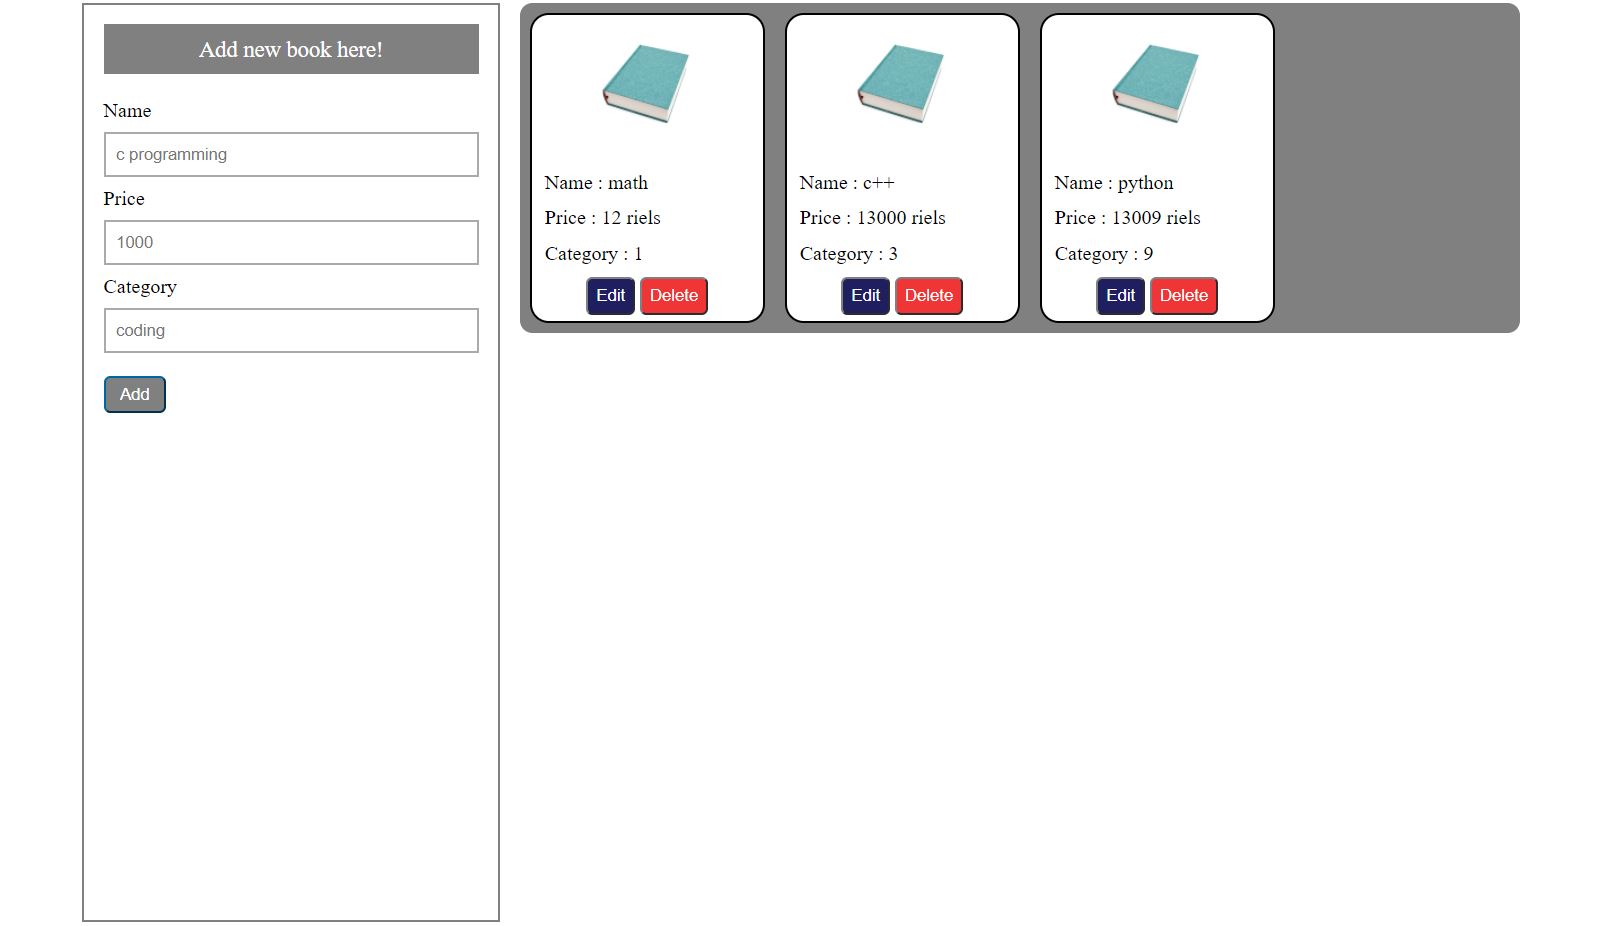 Add new book here!
Name
c programming
Price
1000
Category
coding
Add
Name : math
Price : 12 riels
Category : 1
Edit Delete
Name : c++
Price : 13000 riels
Category : 3
Edit Delete
Name : python
Price : 13009 riels
Category : 9
Edit Delete